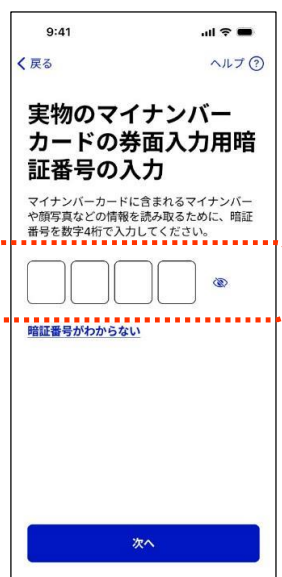 9:41
戻る
ヘルプ ?
実物のマイナンバー
カードの券面入力用暗
証番号の入力
マイナンバーカードに含まれるマイナンバー
や顔写真などの情報を読み取るために、暗証
番号を数字4桁で入力してください。
暗証番号がわからない
次へ